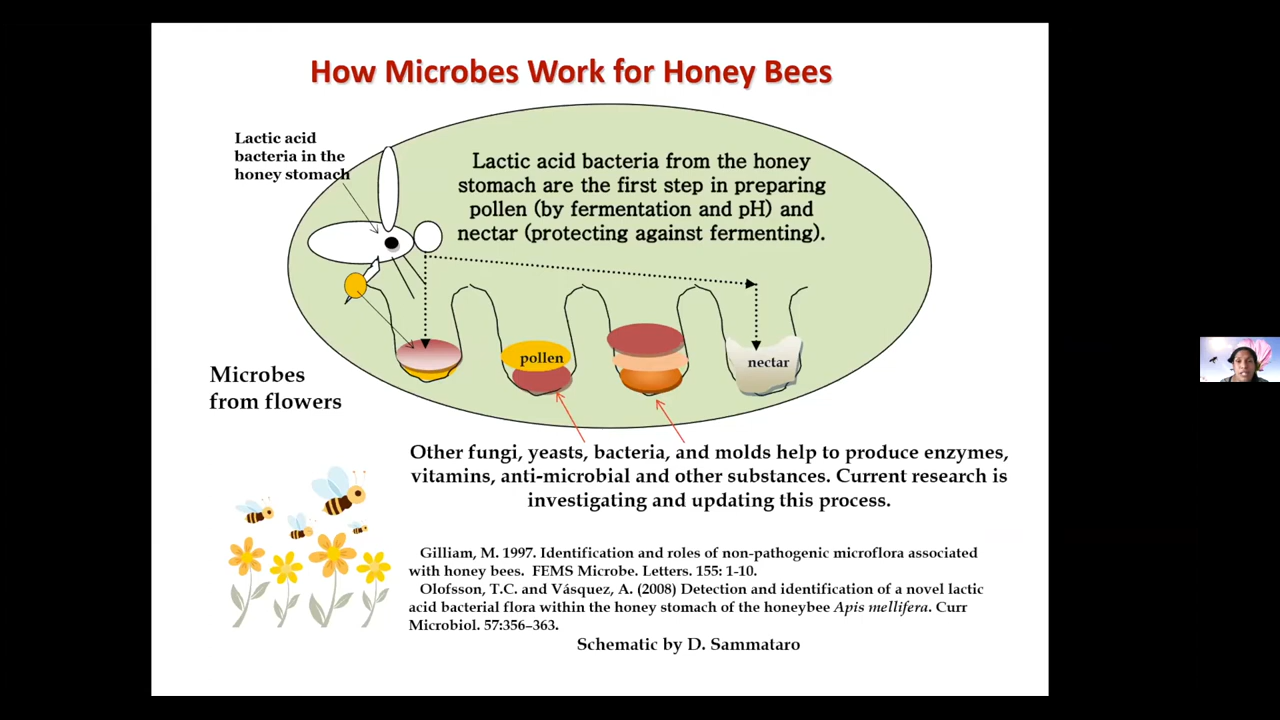 How Microbes Work for Honey Bees
Lactic acid
bacteria in the
honey stomach
Lactic acid bacteria from the honey
stomach are the first step in preparing
pollen (by fermentation and pH) and
nectar (protecting against fermenting).
pollen
nectar
Microbes
from flowers
Other fungi, yeasts, bacteria, and molds help to produce enzymes,
vitamins, anti-microbial and other substances. Current research is
investigating and updating this process.
Gilliam, M. 1997. Identification and roles of non-pathogenic microflora associated
with honey bees. FEMS Microbe. Letters. 155: 1-10.
Olofsson, T.C. and Vásquez, A. (2008) Detection and identification of a novel lactic
acid bacterial flora within the honey stomach of the honeybee Apis mellifera. Curr
Microbiol. 57:356–363.
Schematic by D. Sammataro